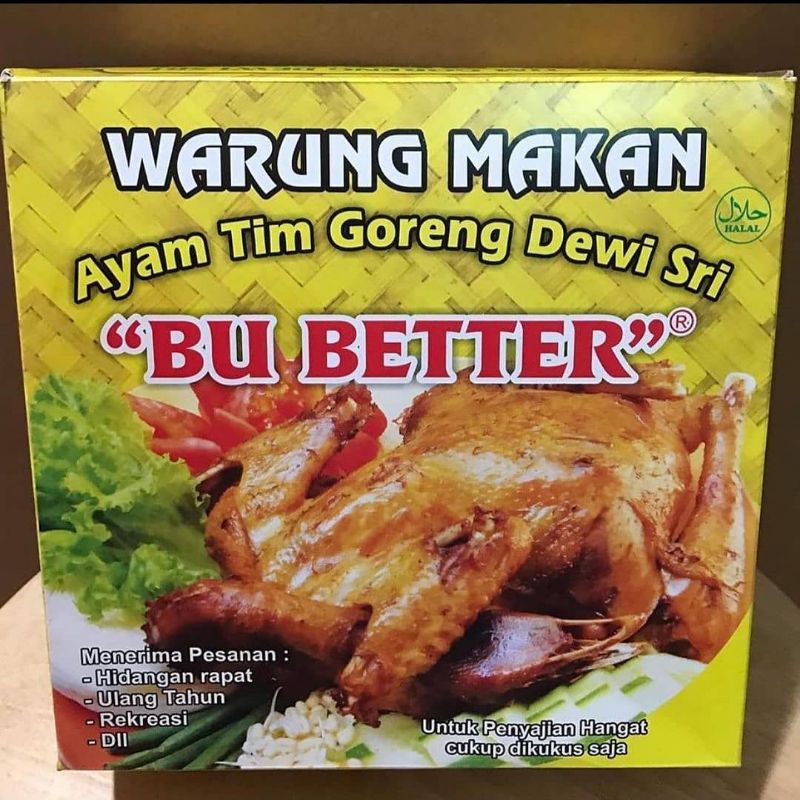 WARUNG MAKAN
حلال
HALAL
Ayam Tim Goreng Dewi Sri
"BU BETTER"®
Menerima Pesanan :
- Hidangan rapat
- Ulang Tahun
- Rekreasi
- Dll
Untuk Penyajian Hangat
cukup dikukus saja